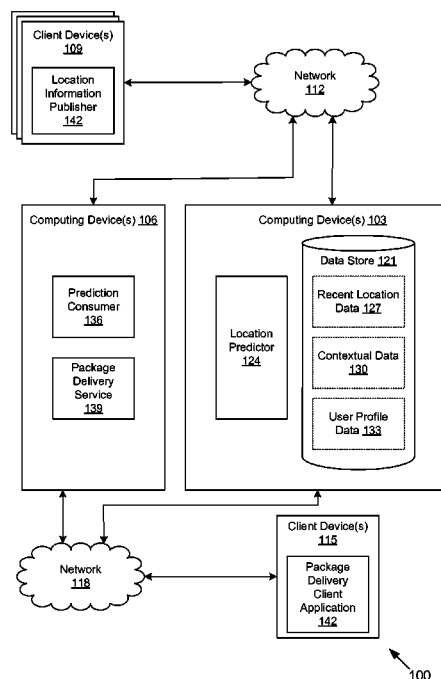 Client Device(s)
109
Location
Information
Publisher
142
Network
112
Computing Device(s) 106
Prediction
Consumer
136
Package
Delivery
Service
139
Computing Device(s) 103
Location
Predictor
124
Data Store 121
Recent Location
Data 127
Contextual Data
130
User Profile
Data 133
Network
118
Client Device(s)
115
Package
Delivery
Client
Application
142
100